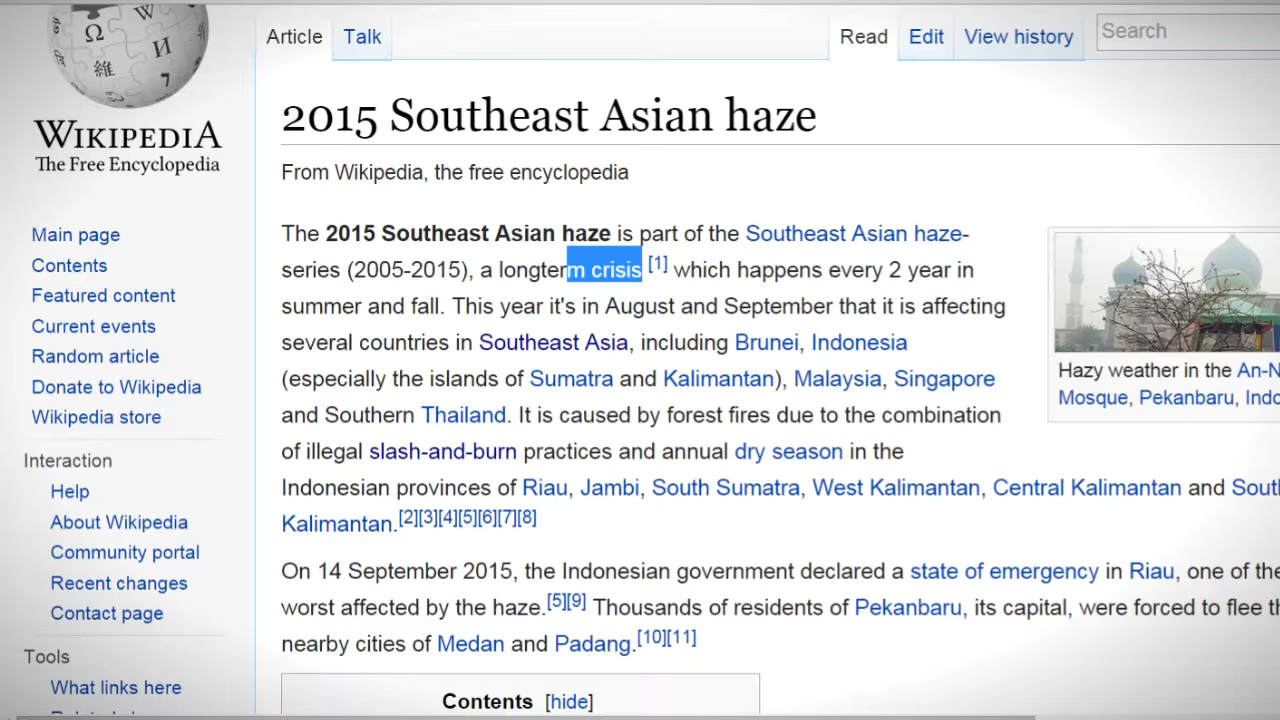 Article Talk Read Edit View history Search
WIKIPEDIA
The Free Encyclopedia
2015 Southeast Asian haze
From Wikipedia, the free encyclopedia
Main page
Contents
Featured content
Current events
Random article
Donate to Wikipedia
Wikipedia store
Interaction
Help
About Wikipedia
Community portal
Recent changes
Contact page
Tools
What links here
The 2015 Southeast Asian haze is part of the Southeast Asian haze-
series (2005-2015), a longterm crisis [1] which happens every 2 year in
summer and fall. This year it's in August and September that it is affecting
several countries in Southeast Asia, including Brunei, Indonesia
(especially the islands of Sumatra and Kalimantan), Malaysia, Singapore
and Southern Thailand. It is caused by forest fires due to the combination
of illegal slash-and-burn practices and annual dry season in the
Indonesian provinces of Riau, Jambi, South Sumatra, West Kalimantan, Central Kalimantan and Sout
Kalimantan.[2][3][4][5][6][7][8]
On 14 September 2015, the Indonesian government declared a state of emergency in Riau, one of the
worst affected by the haze.[5][9] Thousands of residents of Pekanbaru, its capital, were forced to flee th
nearby cities of Medan and Padang.[10][11]
Contents [hide]
Hazy weather in the An-N
Mosque, Pekanbaru, Indo